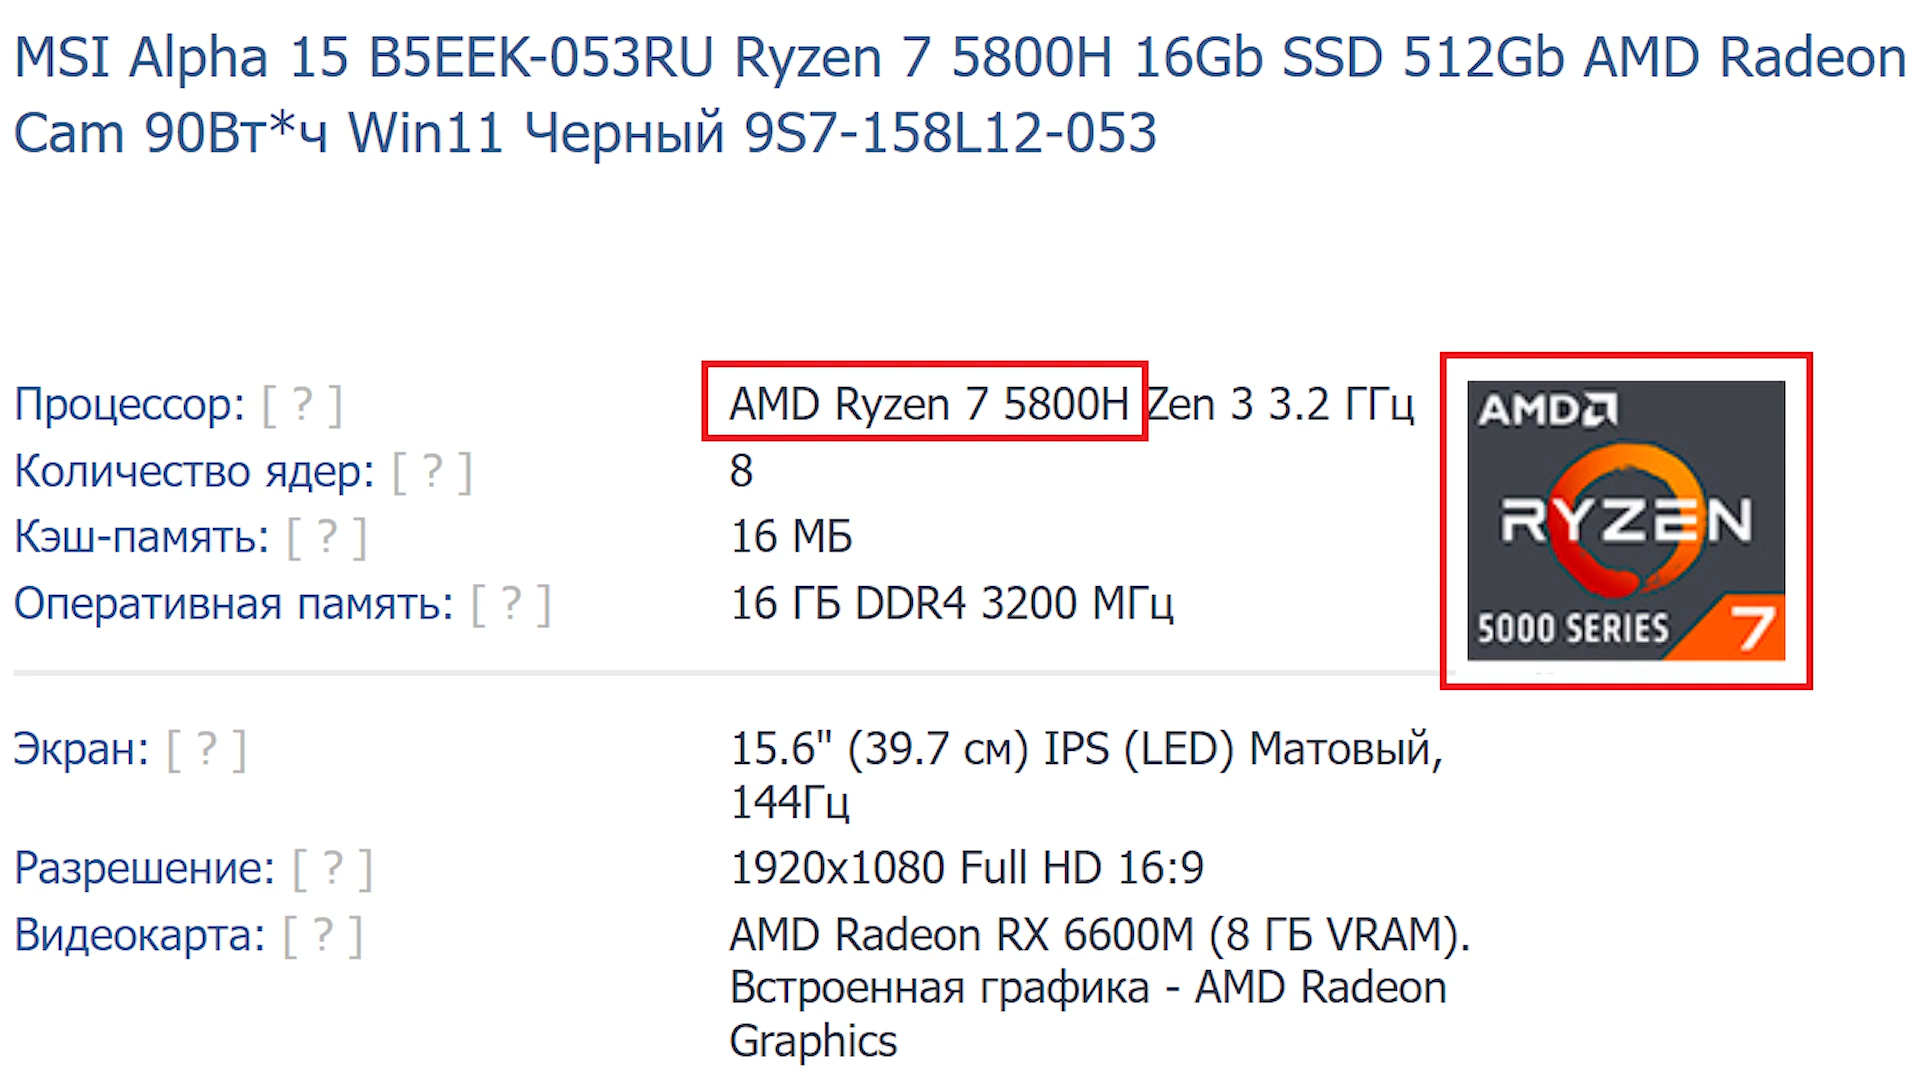 MSI Alpha 15 B5EEK-053RU Ryzen 7 5800H 16Gb SSD 512Gb AMD Radeon
Cam 90Вт*ч Win11 Черный 9S7-158L12-053
Процессор: [ ? ] AMD Ryzen 7 5800H Zen 3 3.2 ГГц
Количество ядер: [ ? ] 8
Кэш-память: [ ? ] 16 МБ
Оперативная память: [ ? ] 16 ГБ DDR4 3200 МГц
AMD
RYZEN
5000 SERIES 7
Экран: [ ? ] 15.6" (39.7 см) IPS (LED) Матовый,
144Гц
Разрешение: [ ? ] 1920x1080 Full HD 16:9
Видеокарта: [ ? ] AMD Radeon RX 6600M (8 ГБ VRAM).
Встроенная графика - AMD Radeon
Graphics